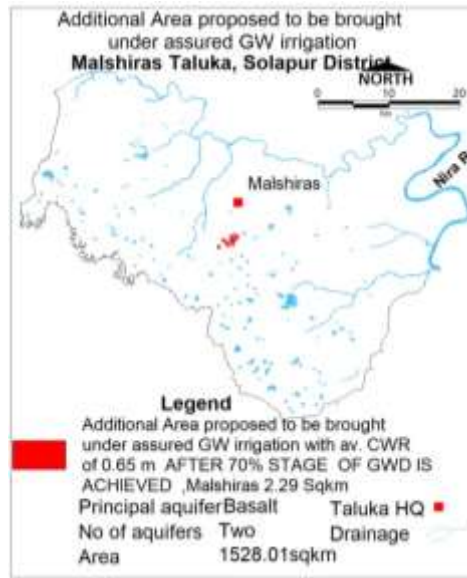 Additional Area proposed to be brought
under assured GW irrigation
Malshiras Taluka, Solapur District
NORTH
0 10 20
Nira R
Malshiras
Legend
Additional Area proposed to be brought
under assured GW irrigation with av. CWR
of 0.65 m AFTER 70% STAGE OF GWD IS
ACHIEVED ,Malshiras 2.29 Sqkm
Principal aquifer Basalt Taluka HQ
No of aquifers Two Drainage
Area 1528.01sqkm